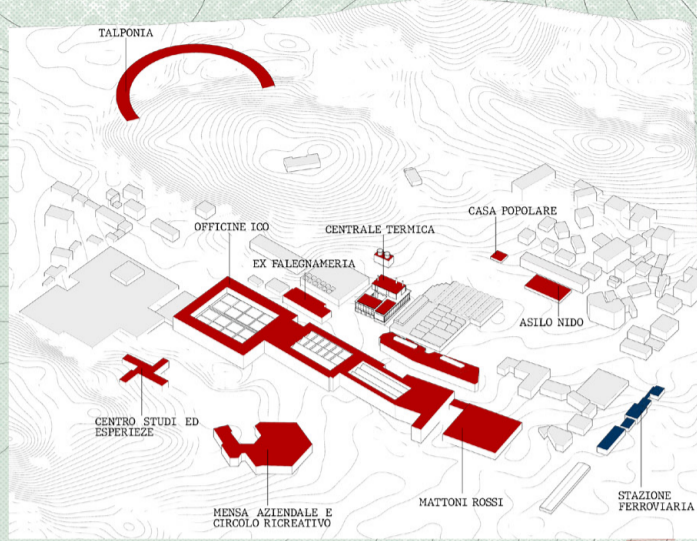 TALPONIA
CASA POPOLARE
OFFICINE ICO
CENTRALE TERMICA
EX FALEGNAMERIA
ASILO NIDO
CENTRO STUDI ED
ESPERIEZE
MENSA AZIENDALE E
CIRCOLO RICREATIVO
MATTONI ROSSI
STAZIONE
FERROVIARIA